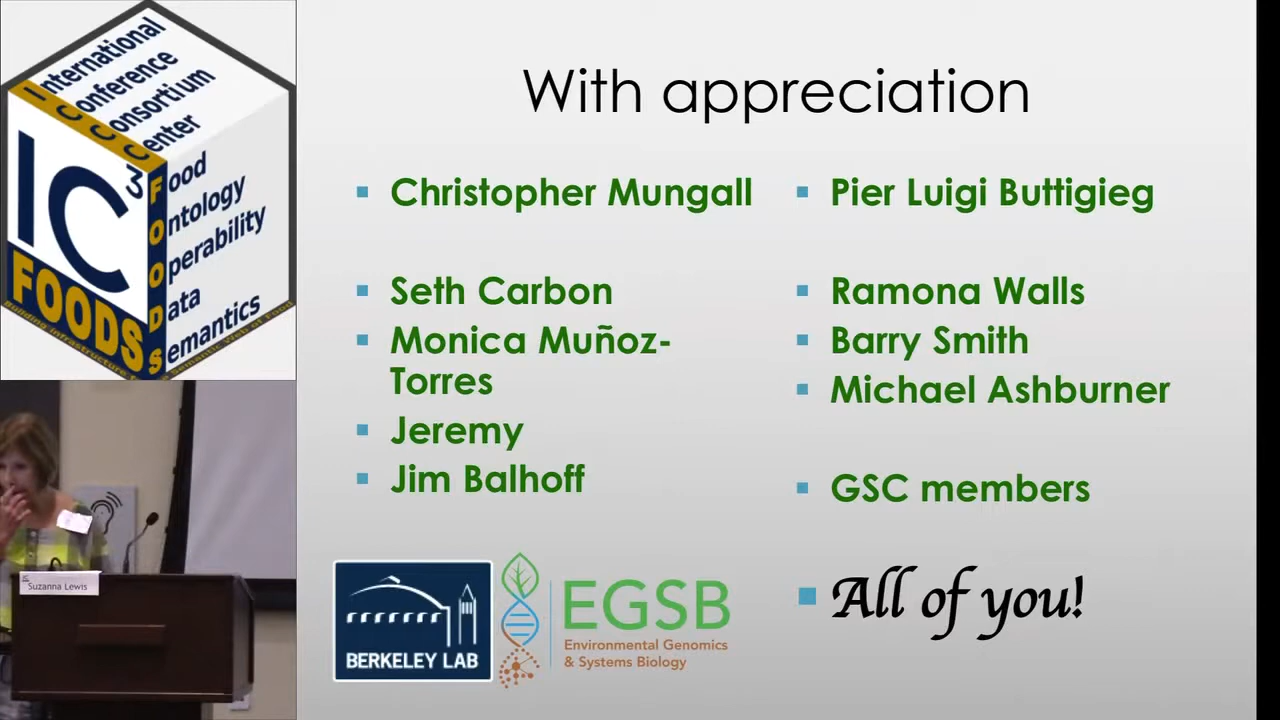 International
Conference
Consortium
Center
IC3
Food
Ontology
Operability
Data
Semantics
FOODS
Suzanna Lewis
With appreciation
Christopher Mungall
Seth Carbon
Monica Muñoz-
Torres
Jeremy
Jim Balhoff
Pier Luigi Buttigieg
Ramona Walls
Barry Smith
Michael Ashburner
GSC members
All of you!
BERKELEY LAB
EGSB
Environmental Genomics
& Systems Biology